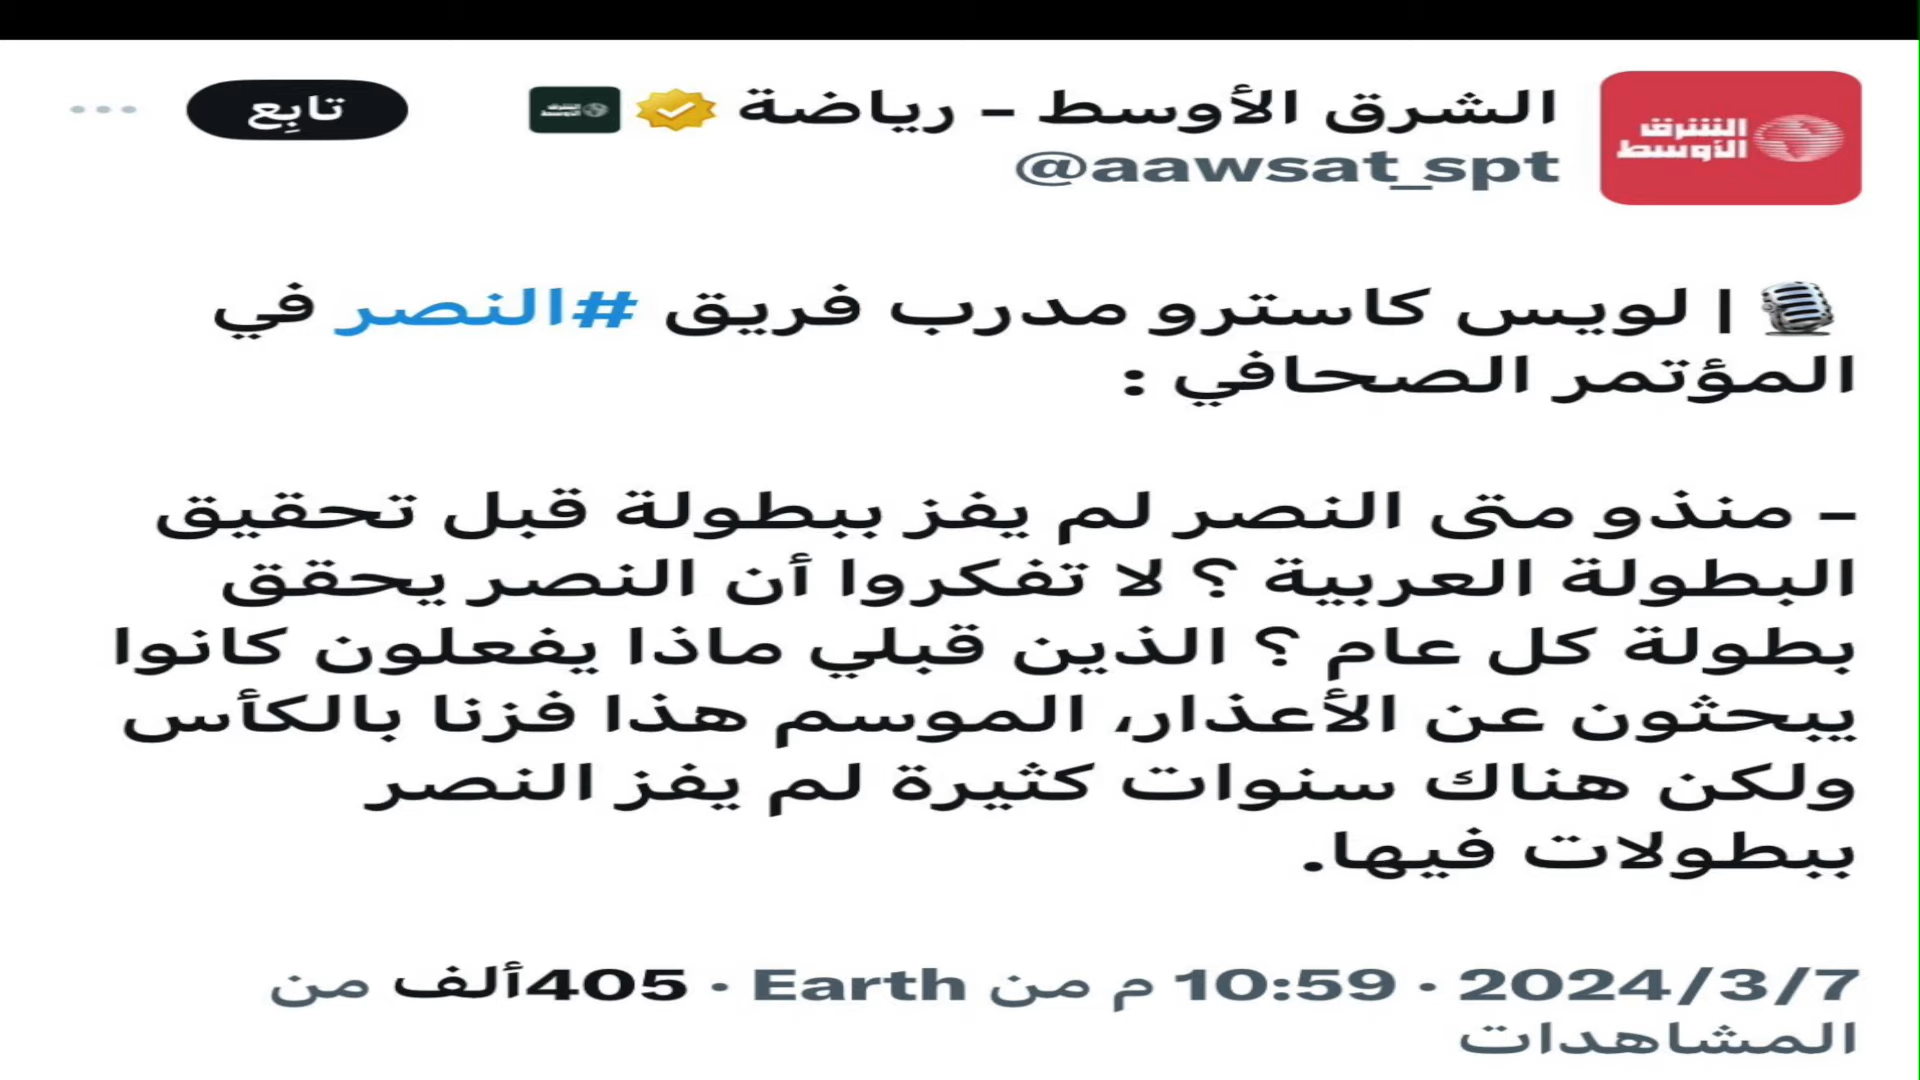 الشرق الأوسط
الشرق الأوسط – رياضة
تابِع
@aawsat_spt
| لويس كاسترو مدرب فريق #النصر في
المؤتمر الصحافي :
– منذو متى النصر لم يفز ببطولة قبل تحقيق
البطولة العربية ؟ لا تفكروا أن النصر يحقق
بطولة كل عام ؟ الذين قبلي ماذا يفعلون كانوا
يبحثون عن الأعذار، الموسم هذا فزنا بالكأس
ولكن هناك سنوات كثيرة لم يفز النصر
ببطولات فيها.
2024/3/7 · 10:59 م من Earth · 405ألف من
المشاهدات